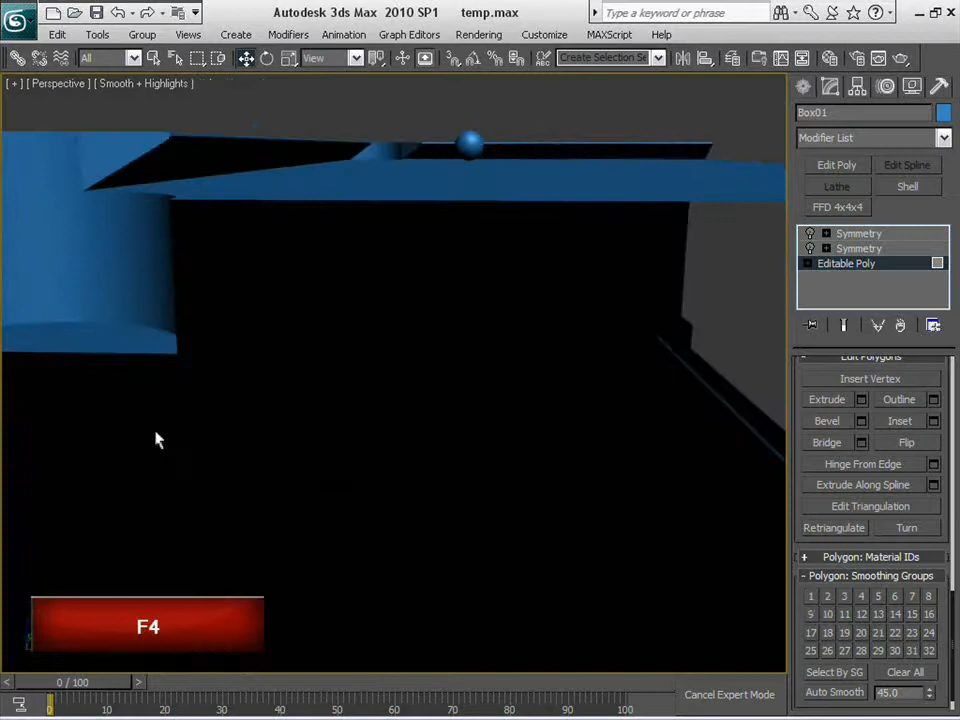 Autodesk 3ds Max 2010 SP1 temp.max
Type a keyword or phrase
Edit Tools Group Views Create Modifiers Animation Graph Editors Rendering Customize MAXScript Help
All View Create Selection Se
[ + ] [ Perspective ] [ Smooth + Highlights ]
Box01
Modifier List
Edit Poly Edit Spline
Lathe Shell
FFD 4x4x4
Symmetry
Symmetry
Editable Poly
Edit Polygons
Insert Vertex
Extrude Outline
Bevel Inset
Bridge Flip
Hinge From Edge
Extrude Along Spline
Edit Triangulation
Retriangulate Turn
+ Polygon: Material IDs
- Polygon: Smoothing Groups
1 2 3 4 5 6 7 8
9 10 11 12 13 14 15 16
17 18 19 20 21 22 23 24
25 26 27 28 29 30 31 32
Select By SG Clear All
Auto Smooth 45.0
F4
0 / 100
0 10 20 30 40 50 60 70 80 90 100
Cancel Expert Mode